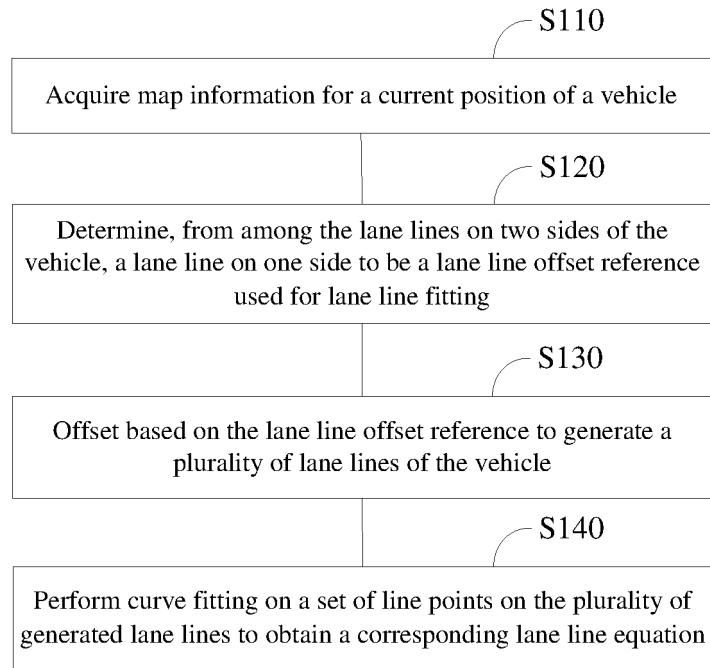 S110
Acquire map information for a current position of a vehicle
S120
Determine, from among the lane lines on two sides of the
vehicle, a lane line on one side to be a lane line offset reference
used for lane line fitting
S130
Offset based on the lane line offset reference to generate a
plurality of lane lines of the vehicle
S140
Perform curve fitting on a set of line points on the plurality of
generated lane lines to obtain a corresponding lane line equation